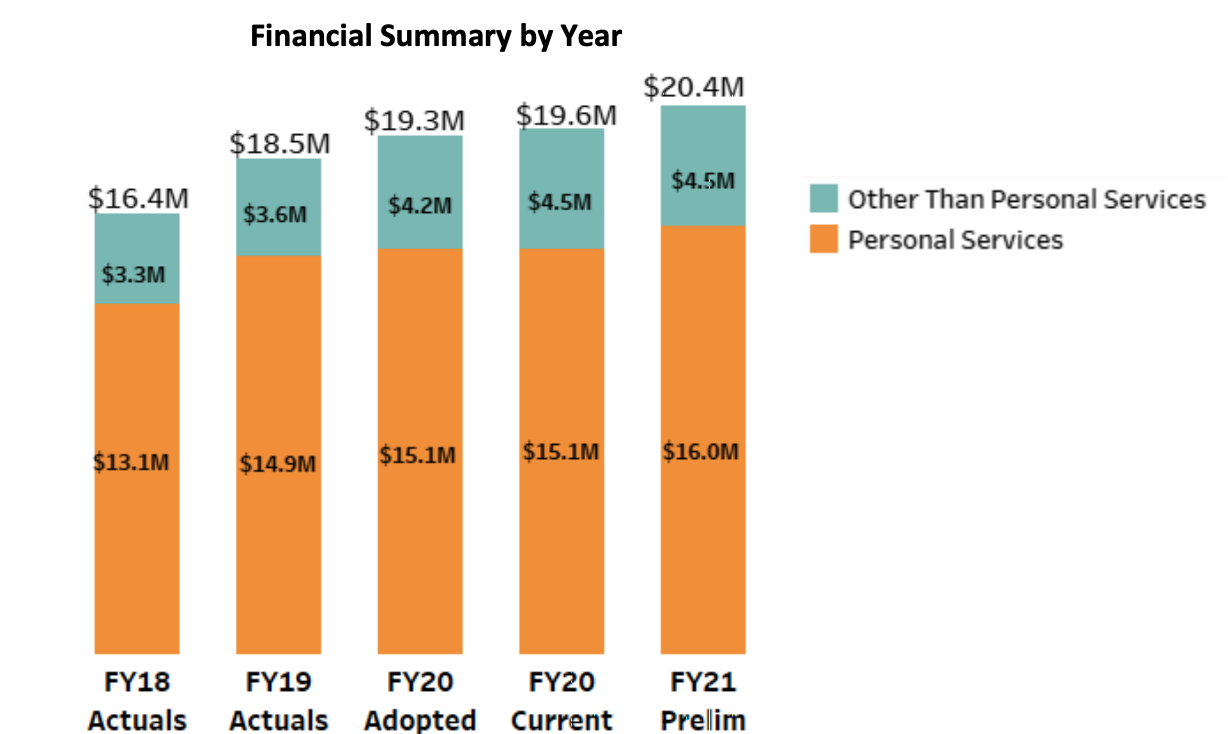 Financial Summary by Year
$16.4M
$18.5M
$19.3M
$19.6M
$20.4M
$3.3M
$3.6M
$4.2M
$4.5M
$4.5M
$13.1M
$14.9M
$15.1M
$15.1M
$16.0M
FY18
Actuals
FY19
Actuals
FY20
Adopted
FY20
Current
FY21
Prelim
Other Than Personal Services
Personal Services